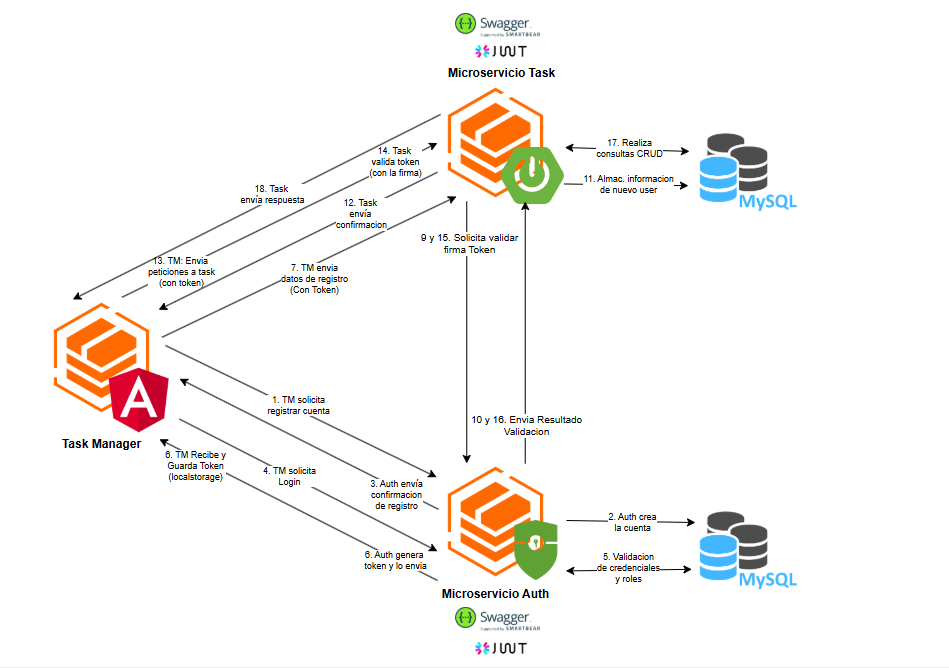 Swagger
Supported by SMARTBEAR
JWT
Microservicio Task
14. Task
valida token
(con la firma)
17. Realiza
consultas CRUD
11. Almac. informacion
de nuevo user
MySQL
18. Task
envía respuesta
12. Task
envía
confirmacion
9 y 15. Solicita validar
firma Token
13. TM: Envia
peticiones a task
(con token)
7. TM envia
datos de registro
(Con Token)
1. TM solicita
registrar cuenta
10 y 16. Envia Resultado
Validacion
Task Manager
6. TM Recibe y
Guarda Token
(localstorage)
4. TM solicita
Login
3. Auth envía
confirmacion
de registro
2. Auth crea
la cuenta
6. Auth genera
token y lo envia
5. Validacion
de credenciales
y roles
MySQL
Microservicio Auth
Swagger
Supported by SMARTBEAR
JWT